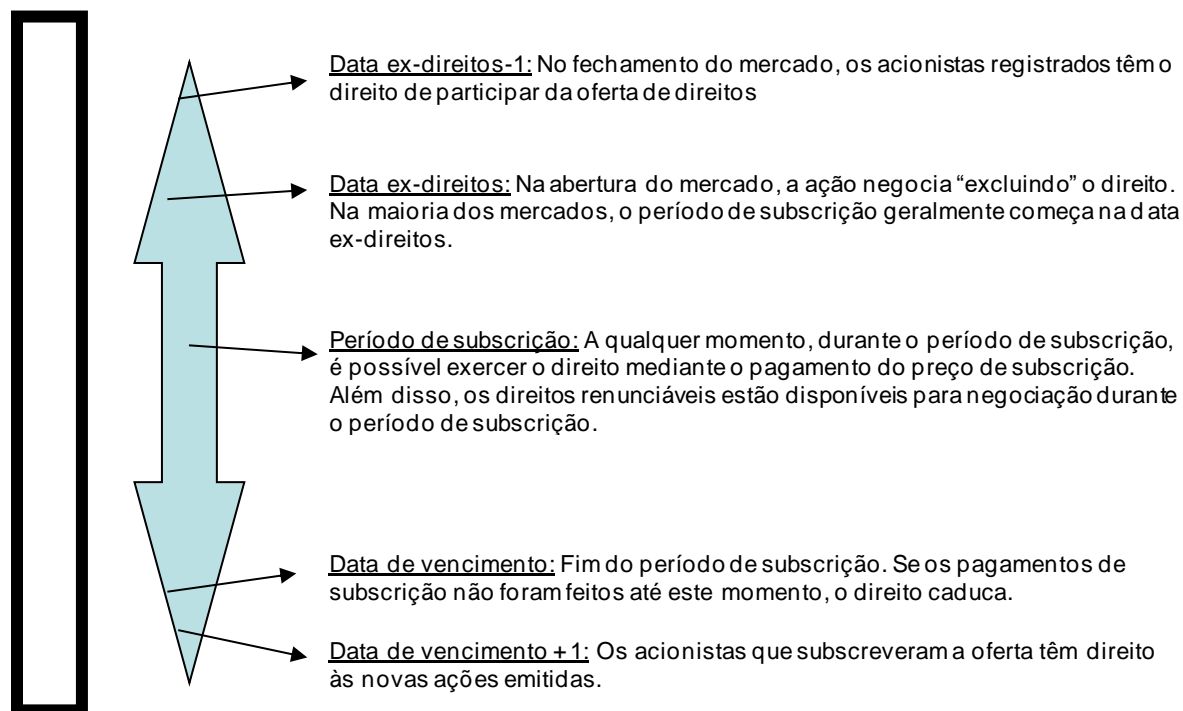 Data ex-direitos-1: No fechamento do mercado, os acionistas registrados têm o
direito de participar da oferta de direitos
Data ex-direitos: Na abertura do mercado, a ação negocia “excluindo” o direito.
Na maioria dos mercados, o período de subscrição geralmente começa na data
ex-direitos.
Período de subscrição: A qualquer momento, durante o período de subscrição,
é possível exercer o direito mediante o pagamento do preço de subscrição.
Além disso, os direitos renunciáveis estão disponíveis para negociação durante
o período de subscrição.
Data de vencimento: Fim do período de subscrição. Se os pagamentos de
subscrição não foram feitos até este momento, o direito caduca.
Data de vencimento +1: Os acionistas que subscreveram a oferta têm direito
às novas ações emitidas.